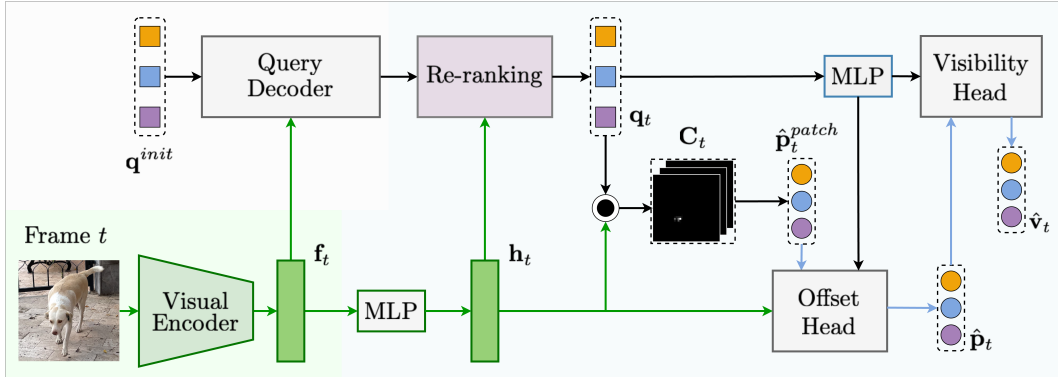 Query
Decoder
Re-ranking
MLP
Visibility
Head
q^{init}
q_t
C_t
p̂_t^{patch}
v̂_t
Frame t
f_t
h_t
Visual
Encoder
MLP
Offset
Head
p̂_t